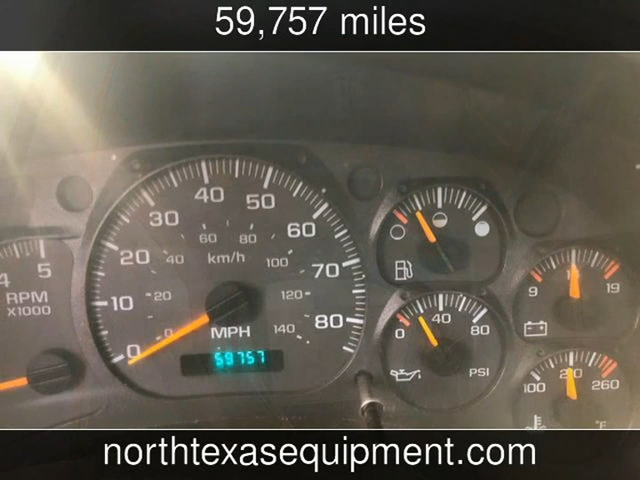 59,757 miles
40
30
50
20
60
10
70
0
80
60 80
40
km/h
100
20
120
0
140
MPH
59757
4 5
RPM
X1000
0 40 80
PSI
9 19
100 210 260
°F
northtexasequipment.com